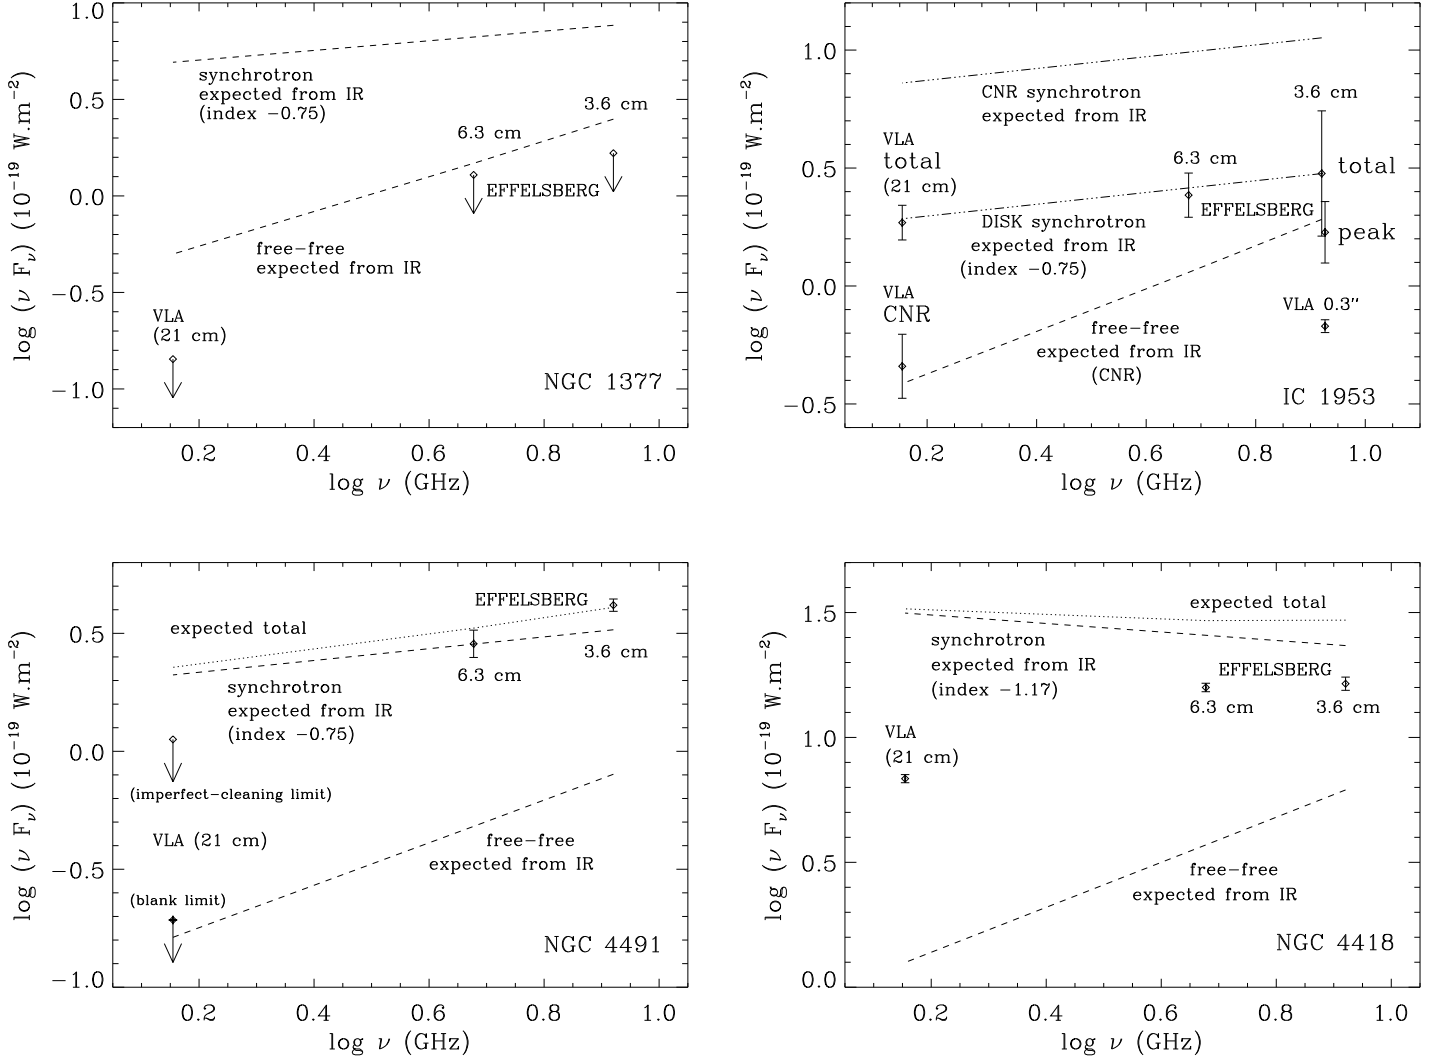 1.0
0.5
0.0
−0.5
−1.0
log (ν Fν) (10−19 W.m−2)
synchrotron
expected from IR
(index −0.75)
3.6 cm
6.3 cm
EFFELSBERG
free−free
expected from IR
VLA
(21 cm)
NGC 1377
0.2 0.4 0.6 0.8 1.0
log ν (GHz)
1.0
0.5
0.0
−0.5
log (ν Fν) (10−19 W.m−2)
CNR synchrotron
expected from IR
3.6 cm
VLA
total
(21 cm)
6.3 cm
total
EFFELSBERG
DISK synchrotron
expected from IR
(index −0.75)
peak
VLA
CNR
VLA 0.3″
free−free
expected from IR
(CNR)
IC 1953
0.2 0.4 0.6 0.8 1.0
log ν (GHz)
0.5
0.0
−0.5
−1.0
log (ν Fν) (10−19 W.m−2)
EFFELSBERG
expected total
3.6 cm
6.3 cm
synchrotron
expected from IR
(index −0.75)
(imperfect−cleaning limit)
VLA (21 cm)
free−free
expected from IR
(blank limit)
NGC 4491
0.2 0.4 0.6 0.8 1.0
log ν (GHz)
1.5
1.0
0.5
0.0
log (ν Fν) (10−19 W.m−2)
expected total
synchrotron
expected from IR
(index −1.17)
EFFELSBERG
6.3 cm
3.6 cm
VLA
(21 cm)
free−free
expected from IR
NGC 4418
0.2 0.4 0.6 0.8 1.0
log ν (GHz)